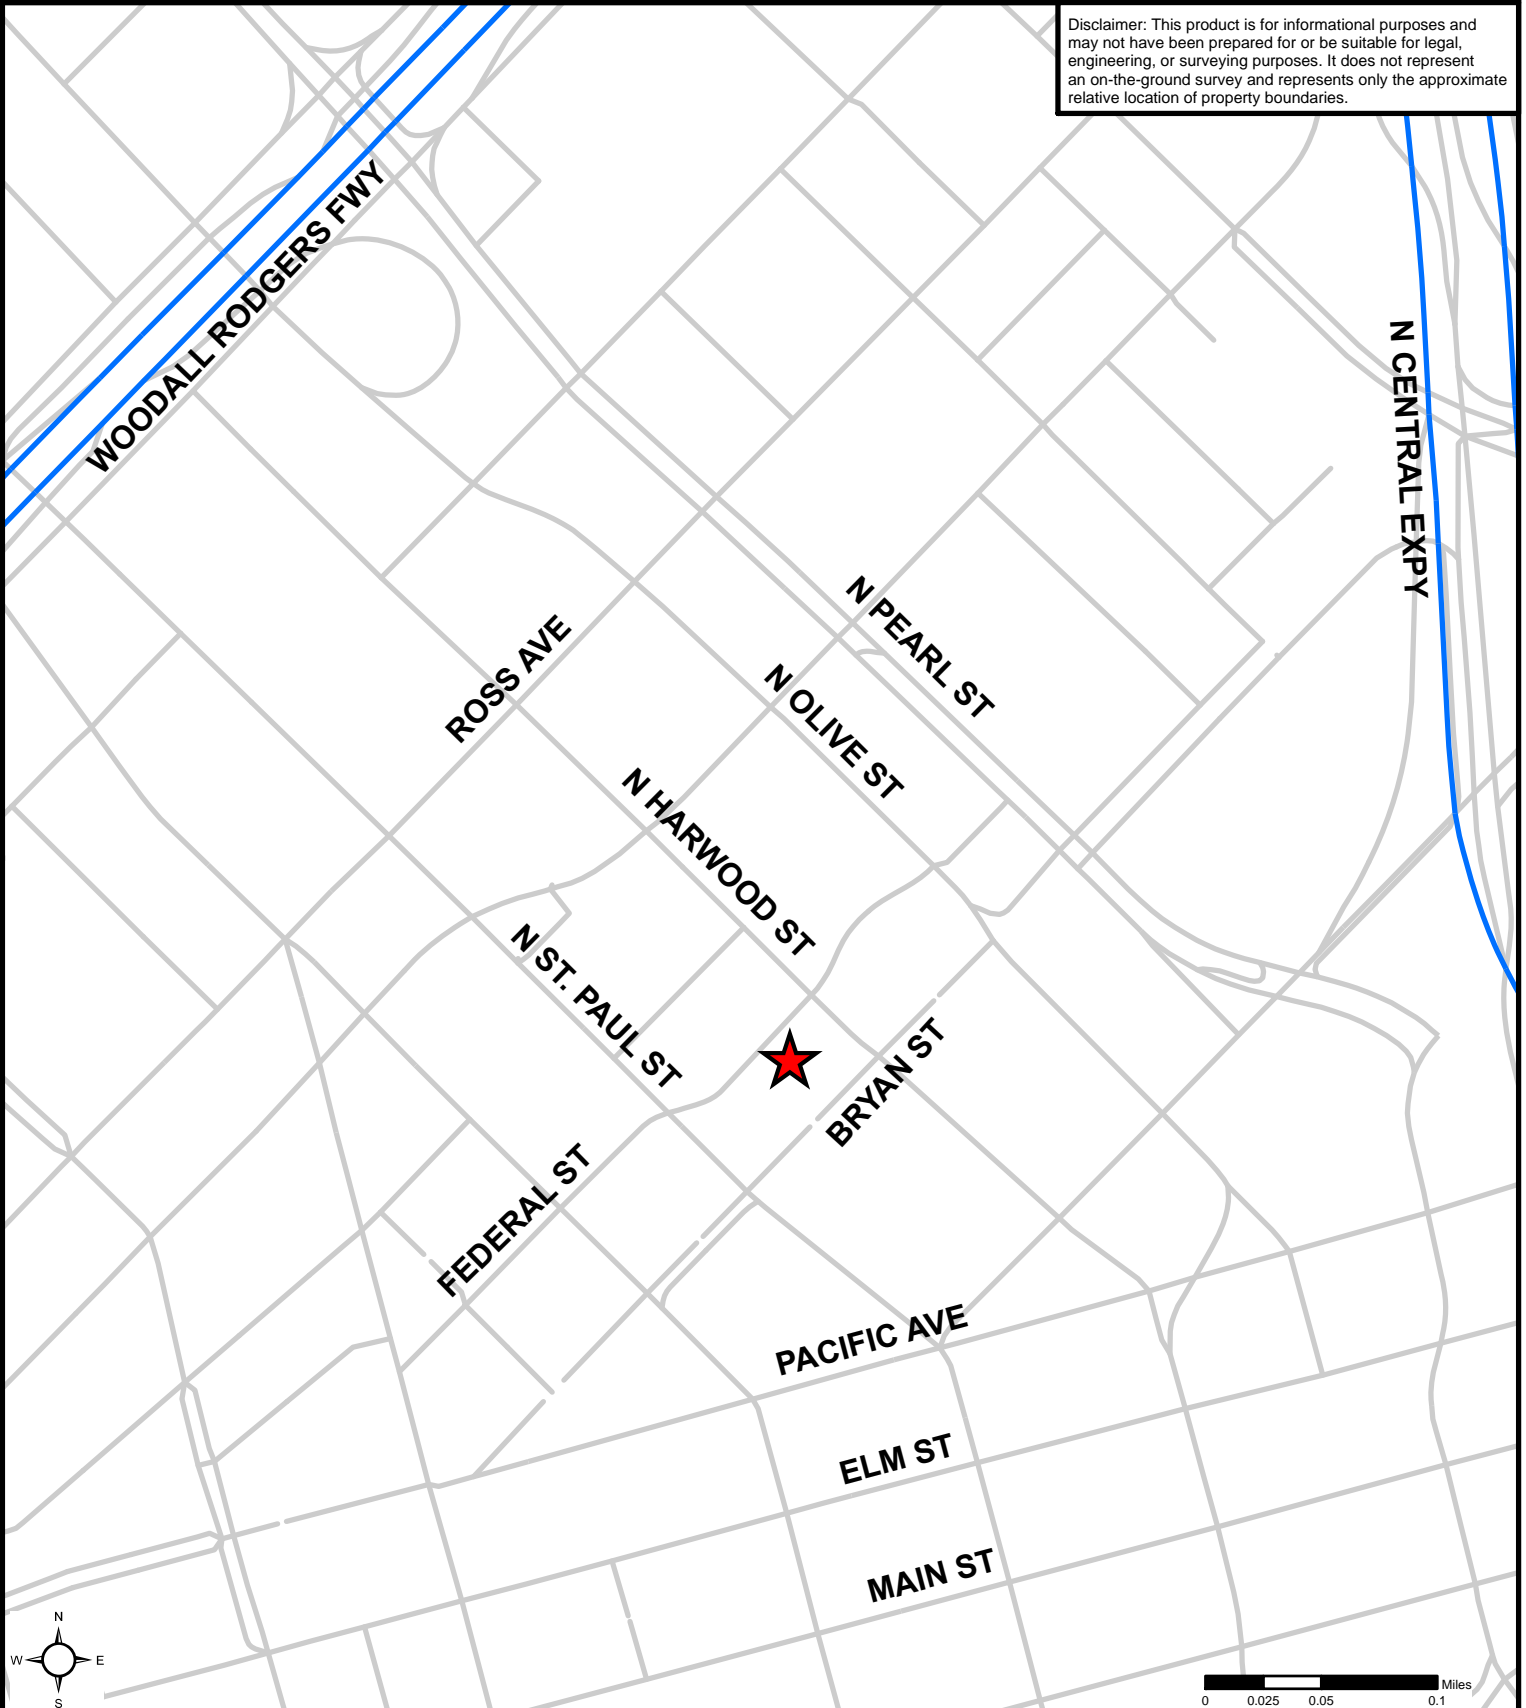 Disclaimer: This product is for informational purposes and
may not have been prepared for or be suitable for legal,
engineering, or surveying purposes. It does not represent
an on-the-ground survey and represents only the approximate
relative location of property boundaries.
WOODALL RODGERS FWY
N CENTRAL EXPY
N PEARL ST
ROSS AVE
N OLIVE ST
N HARWOOD ST
N ST. PAUL ST
BRYAN ST
FEDERAL ST
PACIFIC AVE
ELM ST
MAIN ST
N
W E
S
Miles
0 0.025 0.05 0.1